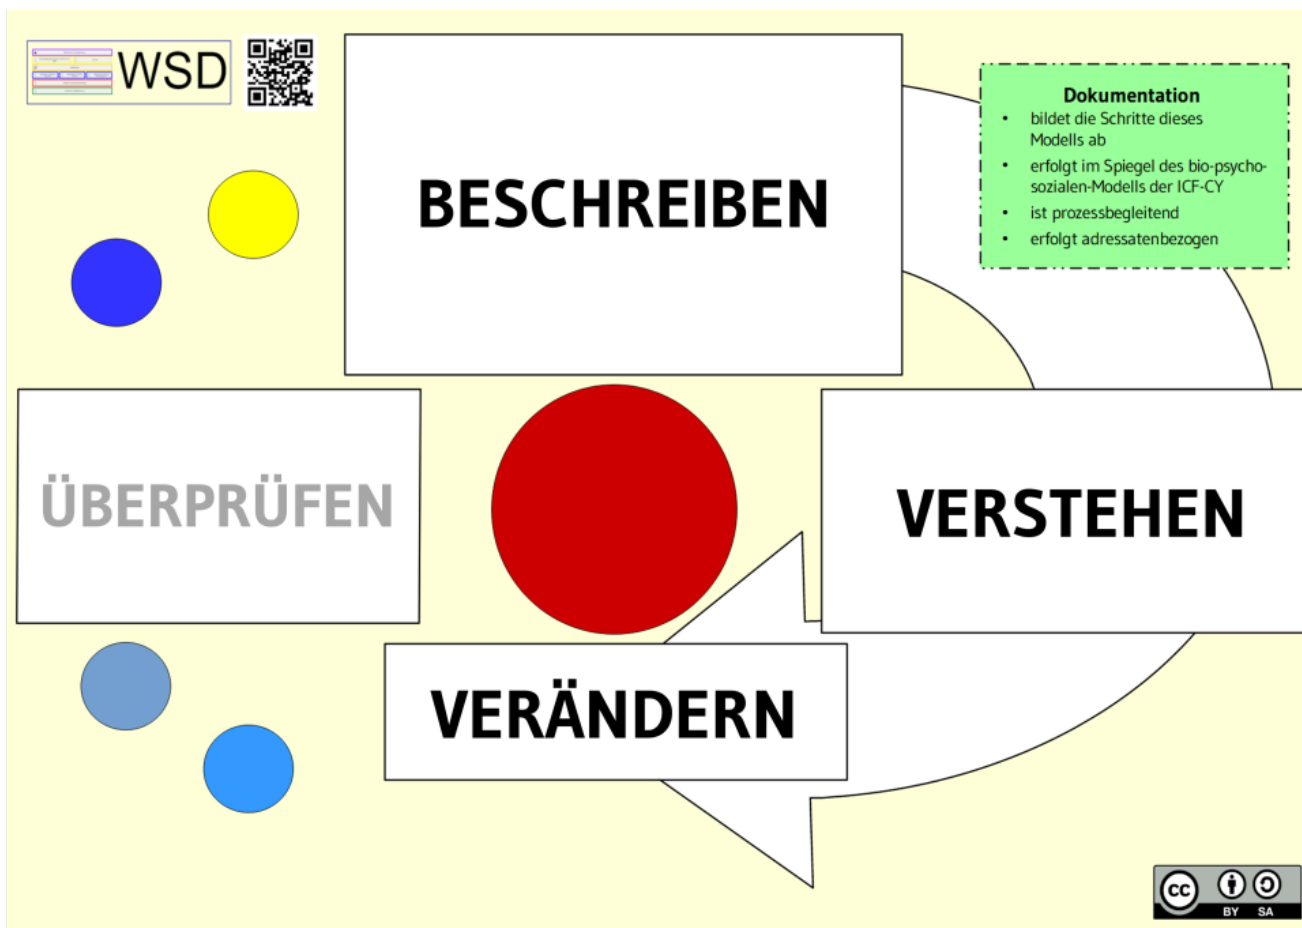 WSD
BESCHREIBEN
Dokumentation
• bildet die Schritte dieses
Modells ab
• erfolgt im Spiegel des bio-psycho-
sozialen-Modells der ICF-CY
• ist prozessbegleitend
• erfolgt adressatenbezogen
ÜBERPRÜFEN
VERSTEHEN
VERÄNDERN
cc
BY SA